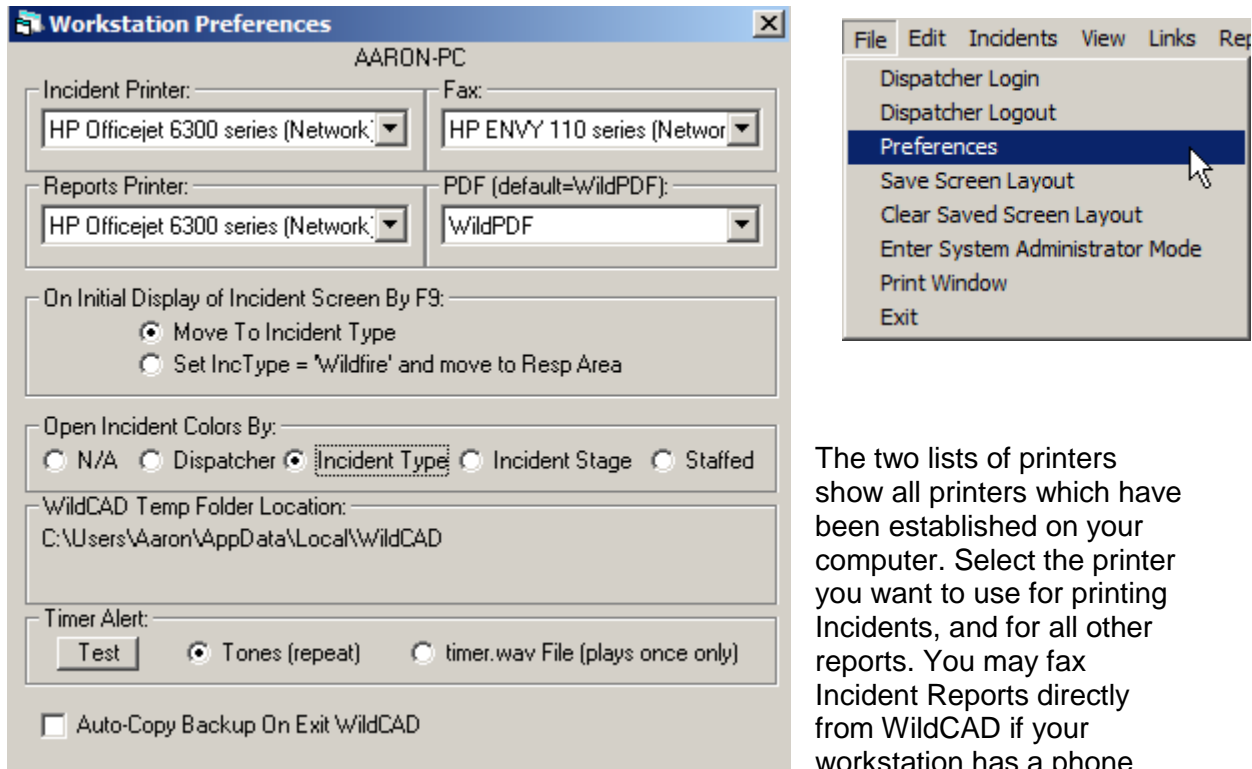 Workstation Preferences
AARON-PC
Incident Printer:
Fax:
HP Officejet 6300 series (Network)
HP ENVY 110 series (Networ
Reports Printer:
PDF (default=WildPDF):
HP Officejet 6300 series (Network)
WildPDF
On Initial Display of Incident Screen By F9:
Move To Incident Type
Set IncType = 'Wildfire' and move to Resp Area
Open Incident Colors By:
N/A Dispatcher Incident Type Incident Stage Staffed
WildCAD Temp Folder Location:
C:\Users\Aaron\AppData\Local\WildCAD
Timer Alert:
Test Tones (repeat) timer.wav File (plays once only)
Auto-Copy Backup On Exit WildCAD
File Edit Incidents View Links Rep
Dispatcher Login
Dispatcher Logout
Preferences
Save Screen Layout
Clear Saved Screen Layout
Enter System Administrator Mode
Print Window
Exit
The two lists of printers
show all printers which have
been established on your
computer. Select the printer
you want to use for printing
Incidents, and for all other
reports. You may fax
Incident Reports directly
from WildCAD if your
workstation has a phone